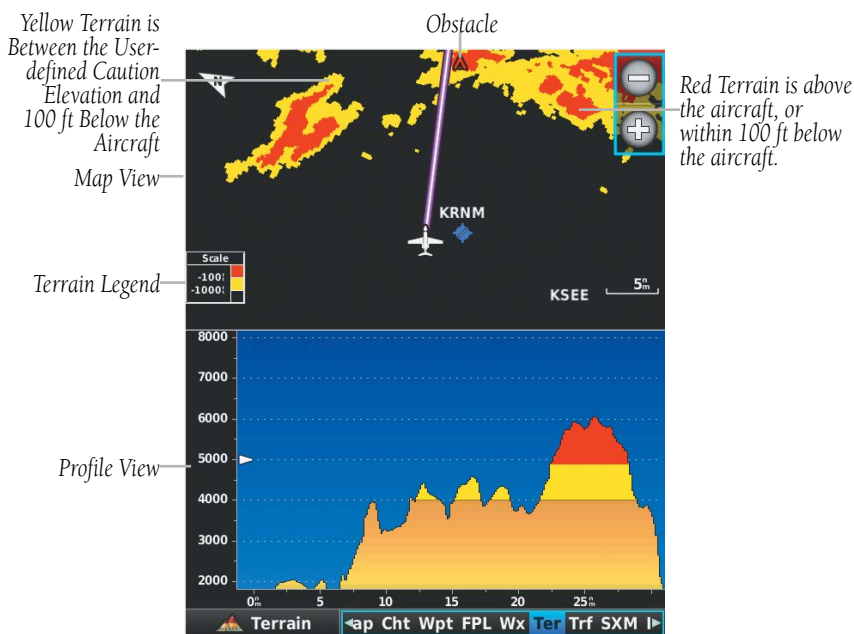 Yellow Terrain is
Between the User-
defined Caution
Elevation and
100 ft Below the
Aircraft
Obstacle
Red Terrain is above
the aircraft, or
within 100 ft below
the aircraft.
Map View
N
KRNM
Terrain Legend
Scale
-100ft
-1000ft
KSEE
5nm
Profile View
8000
7000
6000
5000
4000
3000
2000
0nm 5 10 15 20 25nm
Terrain
ap Cht Wpt FPL Wx Ter Trf SXM